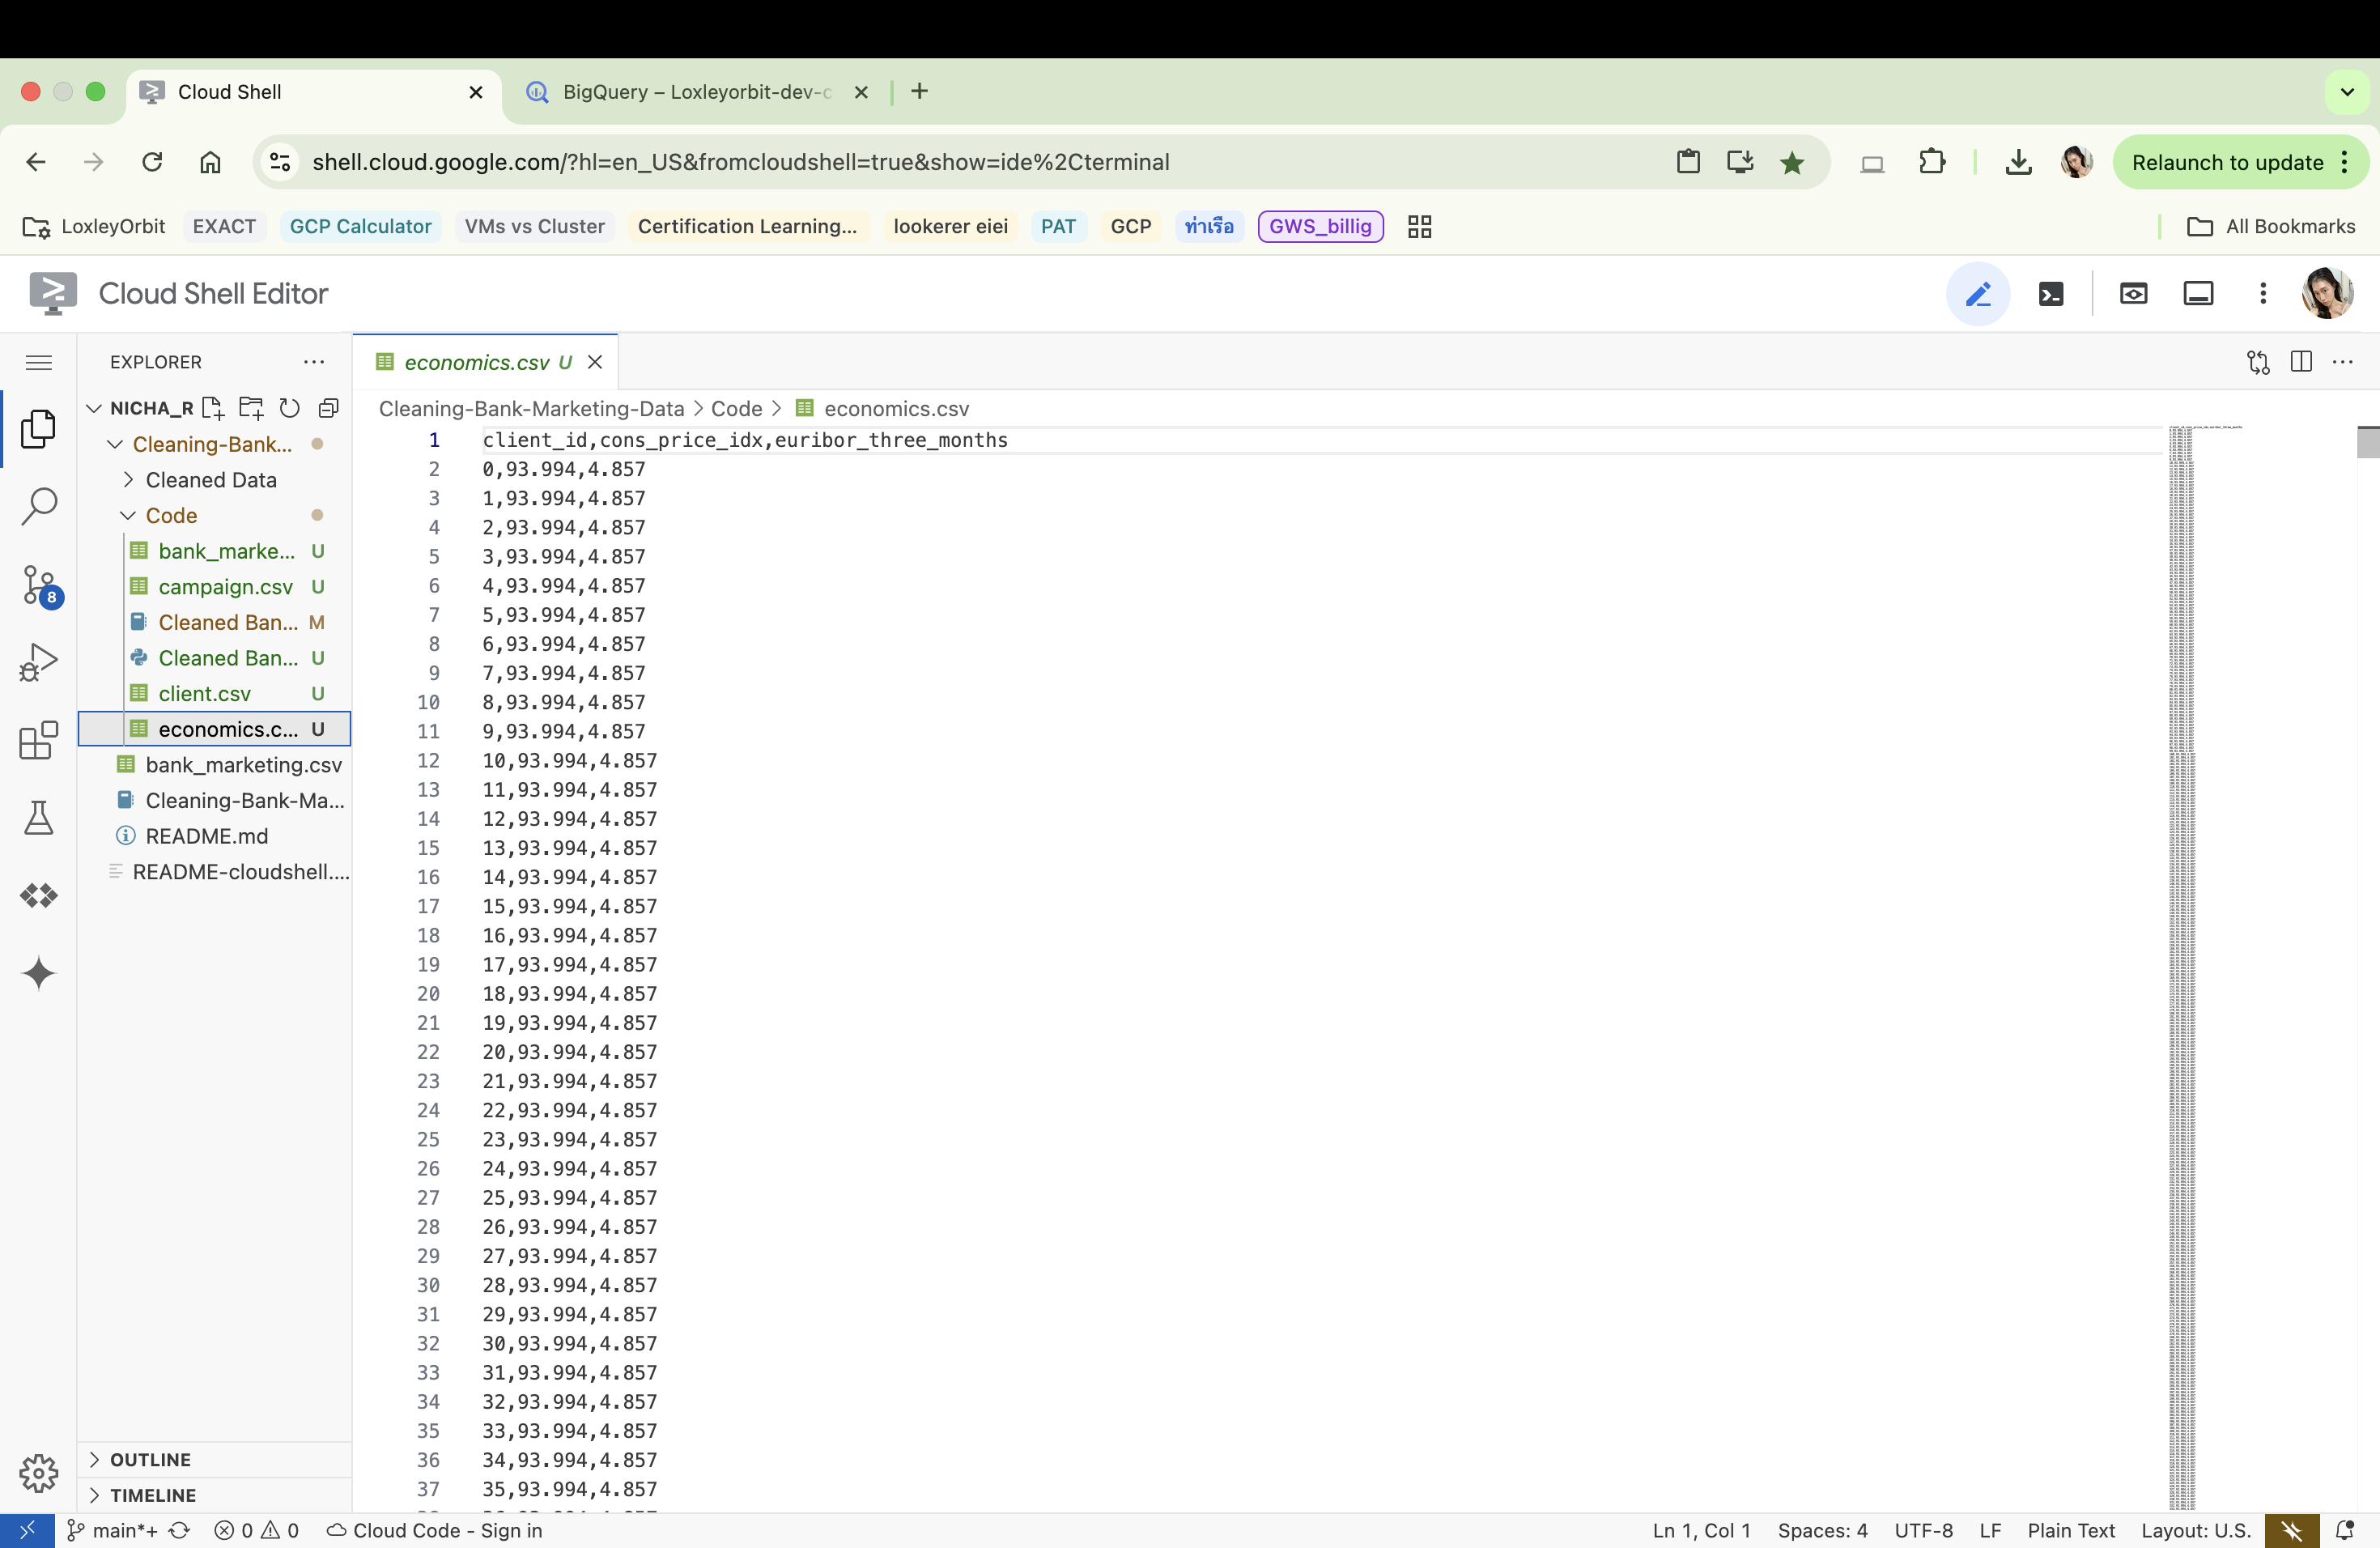 Cloud Shell
BigQuery – Loxleyorbit-dev-
shell.cloud.google.com/?hl=en_US&fromcloudshell=true&show=ide%2Cterminal
Relaunch to update
LoxleyOrbit
EXACT
GCP Calculator
VMs vs Cluster
Certification Learning...
lookerer eiei
PAT
GCP
ท่าเรือ
GWS_billig
All Bookmarks
Cloud Shell Editor
EXPLORER
NICHA_R
Cleaning-Bank...
Cleaned Data
Code
bank_marke... U
campaign.csv U
Cleaned Ban... M
Cleaned Ban... U
client.csv U
economics.c... U
bank_marketing.csv
Cleaning-Bank-Ma...
README.md
README-cloudshell....
8
OUTLINE
TIMELINE
economics.csv U
Cleaning-Bank-Marketing-Data > Code > economics.csv
1 client_id,cons_price_idx,euribor_three_months
2 0,93.994,4.857
3 1,93.994,4.857
4 2,93.994,4.857
5 3,93.994,4.857
6 4,93.994,4.857
7 5,93.994,4.857
8 6,93.994,4.857
9 7,93.994,4.857
10 8,93.994,4.857
11 9,93.994,4.857
12 10,93.994,4.857
13 11,93.994,4.857
14 12,93.994,4.857
15 13,93.994,4.857
16 14,93.994,4.857
17 15,93.994,4.857
18 16,93.994,4.857
19 17,93.994,4.857
20 18,93.994,4.857
21 19,93.994,4.857
22 20,93.994,4.857
23 21,93.994,4.857
24 22,93.994,4.857
25 23,93.994,4.857
26 24,93.994,4.857
27 25,93.994,4.857
28 26,93.994,4.857
29 27,93.994,4.857
30 28,93.994,4.857
31 29,93.994,4.857
32 30,93.994,4.857
33 31,93.994,4.857
34 32,93.994,4.857
35 33,93.994,4.857
36 34,93.994,4.857
37 35,93.994,4.857
main*+ 0 0 Cloud Code - Sign in
Ln 1, Col 1 Spaces: 4 UTF-8 LF Plain Text Layout: U.S.